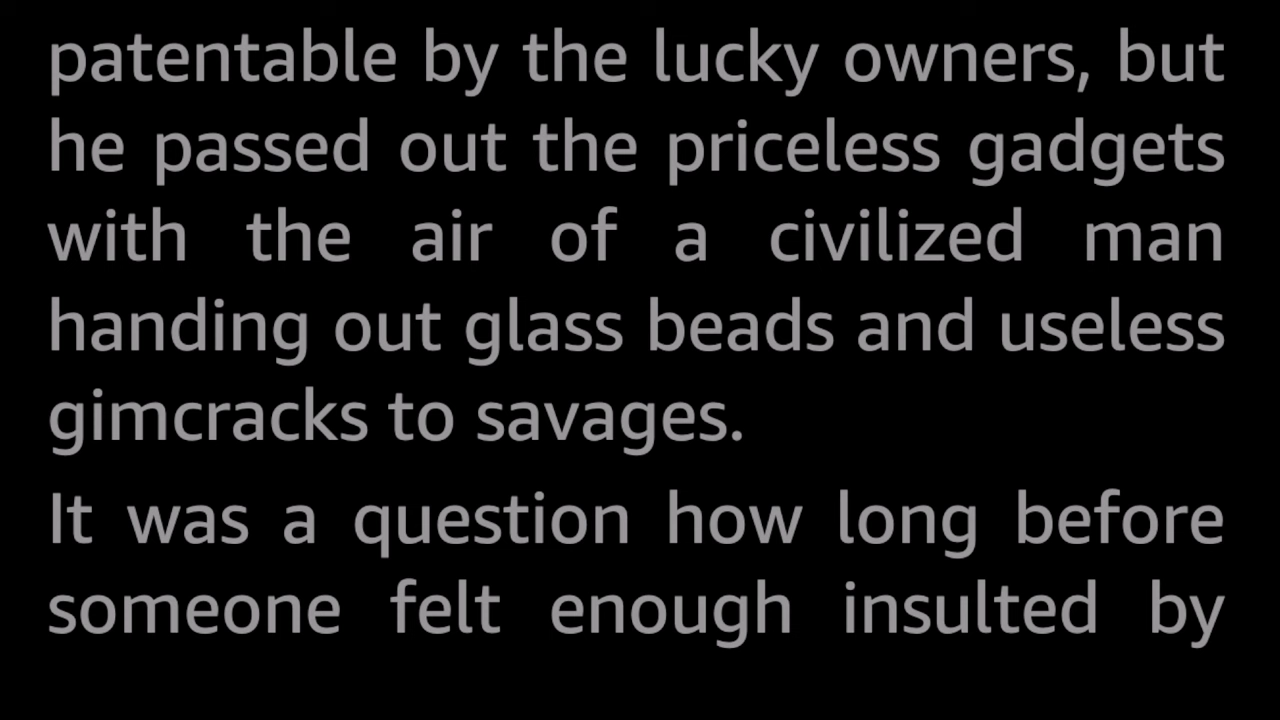 patentable by the lucky owners, but
he passed out the priceless gadgets
with the air of a civilized man
handing out glass beads and useless
gimcracks to savages.
It was a question how long before
someone felt enough insulted by